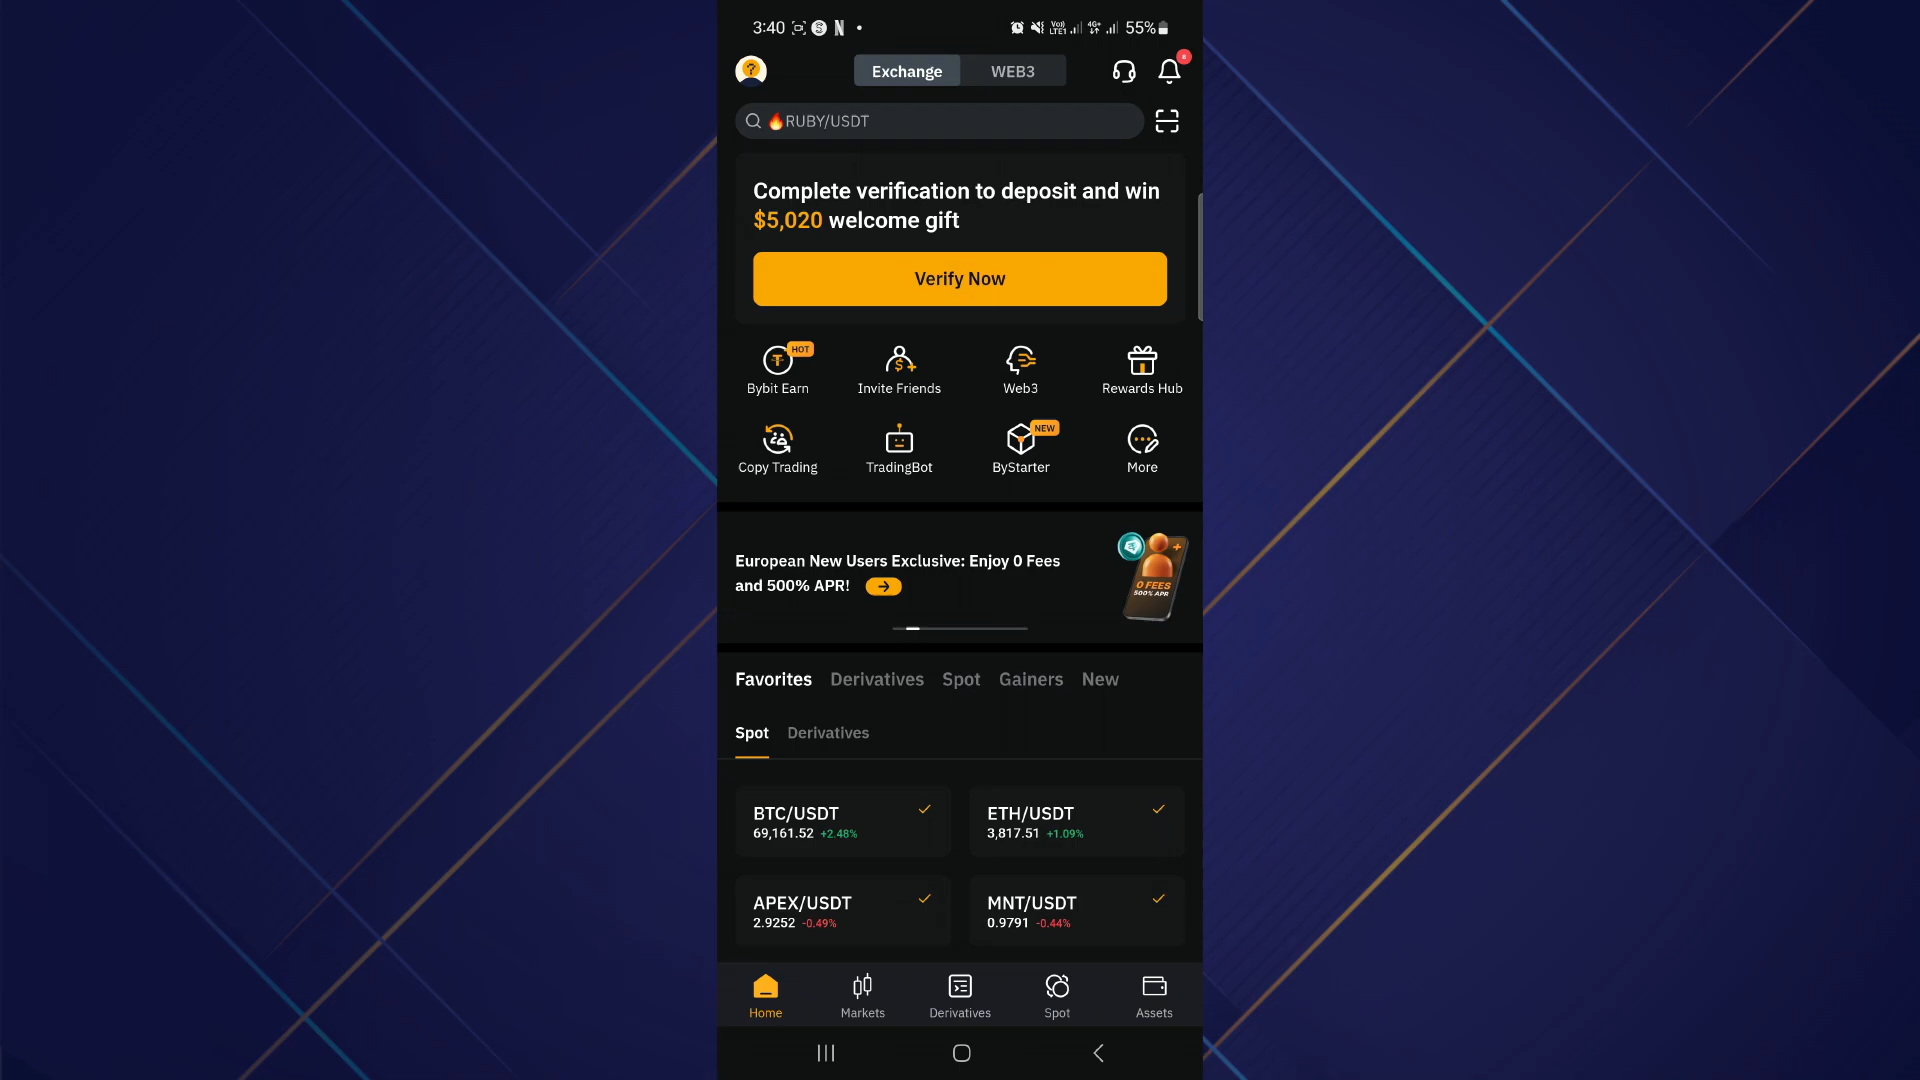 3:40
VoLTE1
4G+
55%
Exchange
WEB3
🔥RUBY/USDT
Complete verification to deposit and win
$5,020 welcome gift
Verify Now
HOT
Bybit Earn
Invite Friends
Web3
Rewards Hub
NEW
Copy Trading
TradingBot
ByStarter
More
European New Users Exclusive: Enjoy 0 Fees
and 500% APR!
0 FEES
500% APR
Favorites
Derivatives
Spot
Gainers
New
Spot
Derivatives
BTC/USDT
69,161.52 +2.48%
ETH/USDT
3,817.51 +1.09%
APEX/USDT
2.9252 -0.49%
MNT/USDT
0.9791 -0.44%
Home
Markets
Derivatives
Spot
Assets